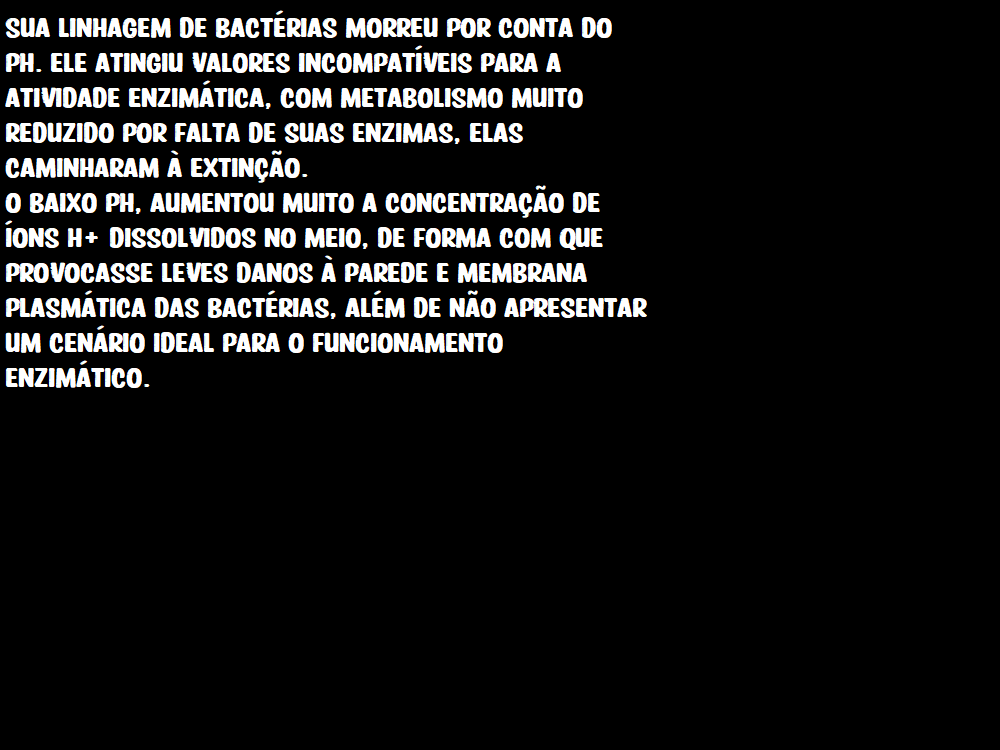 SUA LINHAGEM DE BACTÉRIAS MORREU POR CONTA DO
PH. ELE ATINGIU VALORES INCOMPATÍVEIS PARA A
ATIVIDADE ENZIMÁTICA, COM METABOLISMO MUITO
REDUZIDO POR FALTA DE SUAS ENZIMAS, ELAS
CAMINHARAM À EXTINÇÃO.
O BAIXO PH, AUMENTOU MUITO A CONCENTRAÇÃO DE
ÍONS H+ DISSOLVIDOS NO MEIO, DE FORMA COM QUE
PROVOCASSE LEVES DANOS À PAREDE E MEMBRANA
PLASMÁTICA DAS BACTÉRIAS, ALÉM DE NÃO APRESENTAR
UM CENÁRIO IDEAL PARA O FUNCIONAMENTO
ENZIMÁTICO.